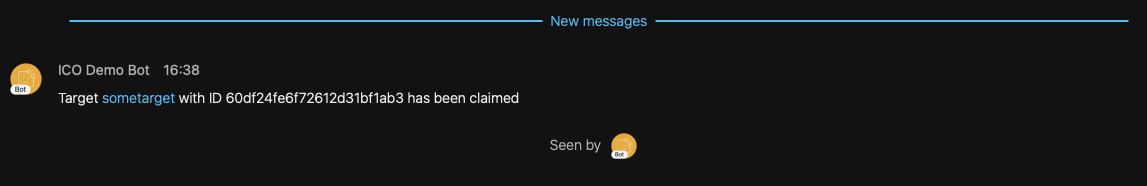 New messages
ICO Demo Bot 16:38
Bot
Target sometarget with ID 60df24fe6f72612d31bf1ab3 has been claimed
Seen by
Bot